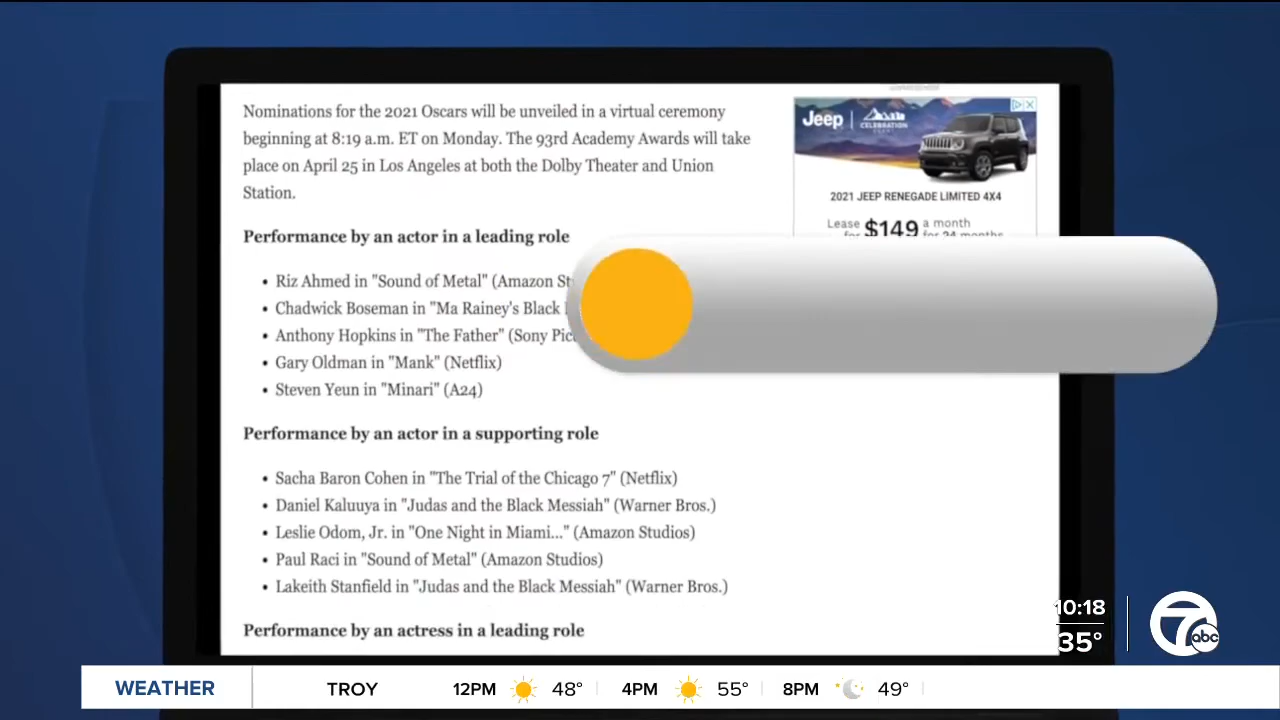 Nominations for the 2021 Oscars will be unveiled in a virtual ceremony
beginning at 8:19 a.m. ET on Monday. The 93rd Academy Awards will take
place on April 25 in Los Angeles at both the Dolby Theater and Union
Station.
Jeep | CELEBRATION
2021 JEEP RENEGADE LIMITED 4X4
Lease $149 a month
for for 24 months
Performance by an actor in a leading role
• Riz Ahmed in "Sound of Metal" (Amazon St
• Chadwick Boseman in "Ma Rainey's Black
• Anthony Hopkins in "The Father" (Sony Pic
• Gary Oldman in "Mank" (Netflix)
• Steven Yeun in "Minari" (A24)
Performance by an actor in a supporting role
• Sacha Baron Cohen in "The Trial of the Chicago 7" (Netflix)
• Daniel Kaluuya in "Judas and the Black Messiah" (Warner Bros.)
• Leslie Odom, Jr. in "One Night in Miami..." (Amazon Studios)
• Paul Raci in "Sound of Metal" (Amazon Studios)
• Lakeith Stanfield in "Judas and the Black Messiah" (Warner Bros.)
Performance by an actress in a leading role
10:18
35°
7 abc
WEATHER TROY 12PM 48° 4PM 55° 8PM 49°